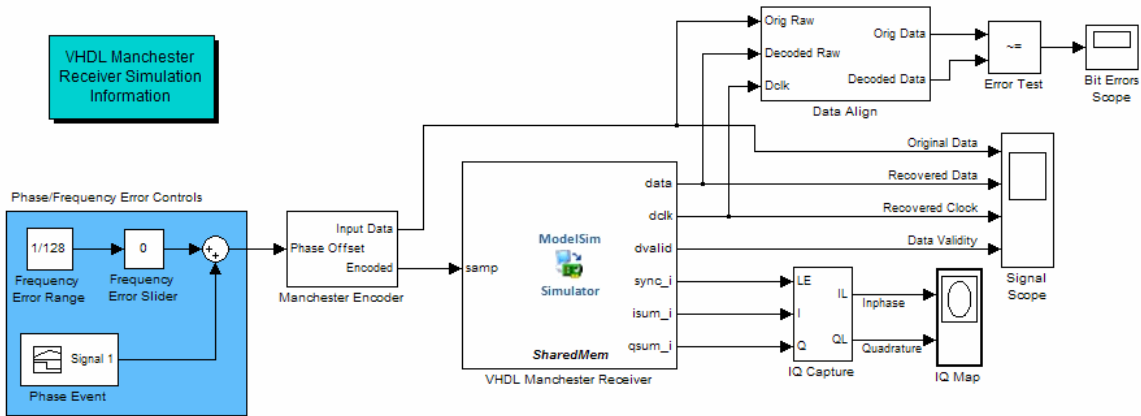 VHDL Manchester
Receiver Simulation
Information
Orig Raw
Decoded Raw
Dclk
Orig Data
Decoded Data
Data Align
~=
Error Test
Bit Errors
Scope
Original Data
Recovered Data
Recovered Clock
Data Validity
Signal
Scope
Phase/Frequency Error Controls
1/128
Frequency
Error Range
0
Frequency
Error Slider
+
+
Signal 1
Phase Event
Phase Offset
Input Data
Encoded
Manchester Encoder
samp
ModelSim
Simulator
SharedMem
data
dclk
dvalid
sync_i
isum_i
qsum_i
VHDL Manchester Receiver
LE
I
Q
IL
QL
IQ Capture
Inphase
Quadrature
IQ Map